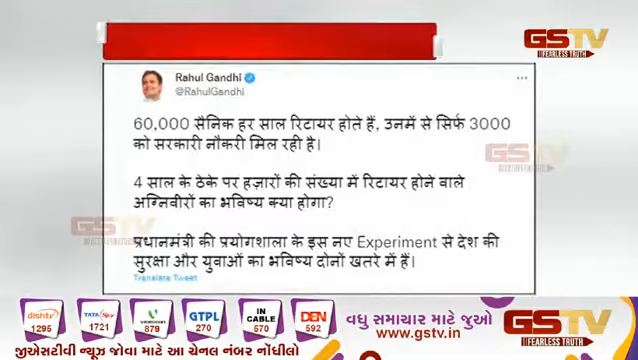 GSTV
FEARLESS TRUTH
Rahul Gandhi
@RahulGandhi
60,000 सैनिक हर साल रिटायर होते हैं, उनमें से सिर्फ 3000
को सरकारी नौकरी मिल रही है।
GSTV
4 साल के ठेके पर हज़ारों की संख्या में रिटायर होने वाले
अग्निवीरों का भविष्य क्या होगा?
GSTV
प्रधानमंत्री की प्रयोगशाला के इस नए Experiment से देश की
सुरक्षा और युवाओं का भविष्य दोनों खतरे में हैं।
Translate Tweet
dishtv
1295
TATA Sky
1721
videocon
879
GTPL
270
IN CABLE
570
DEN
592
વધુ સમાચાર માટે જુઓ
www.gstv.in
GSTV
FEARLESS TRUTH
જીએસટીવી ન્યૂઝ જોવા માટે આ ચેનલ નંબર નોંધીલો